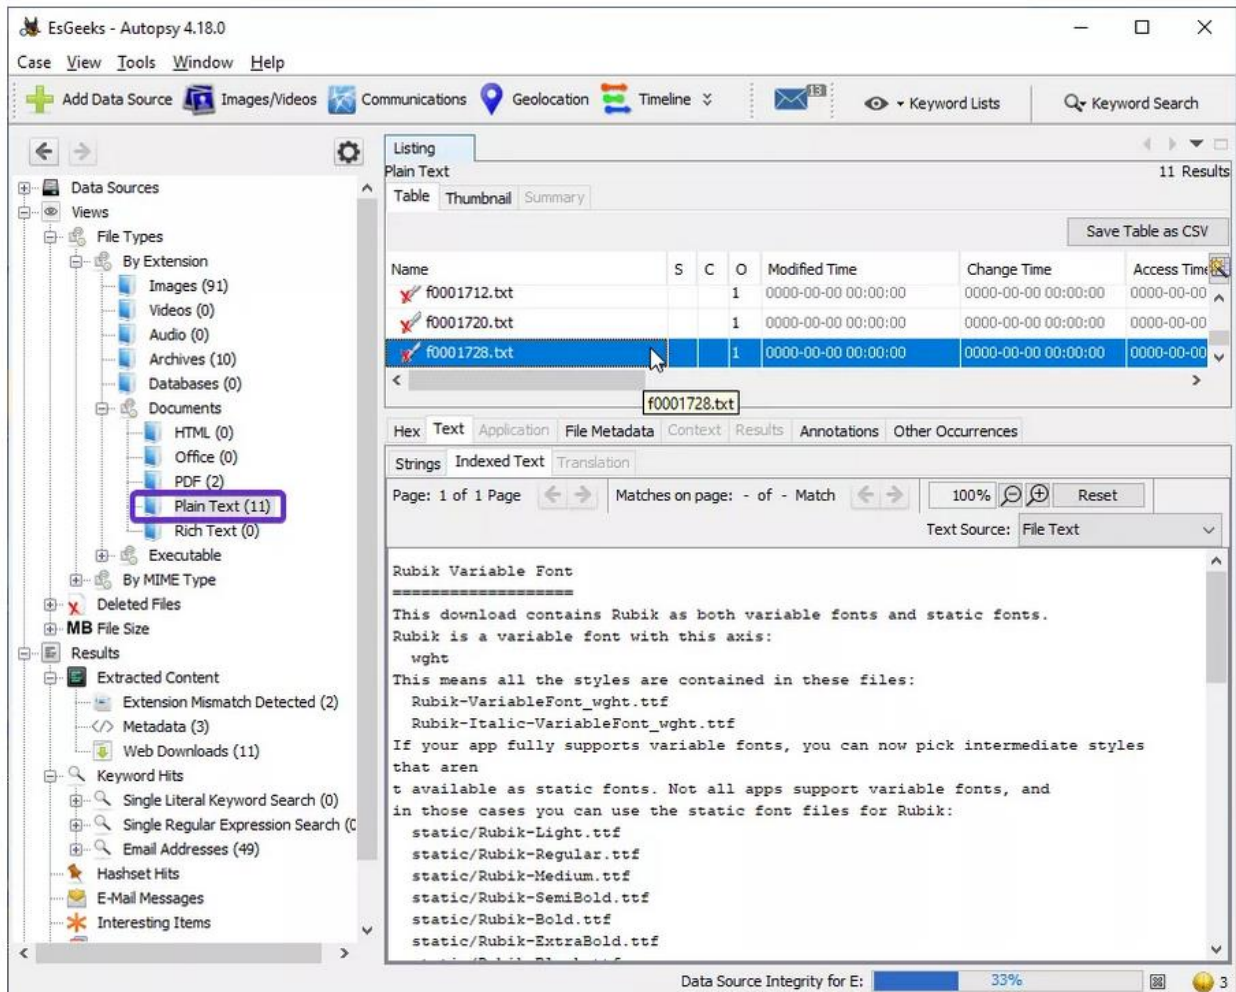 EsGeeks - Autopsy 4.18.0
Case View Tools Window Help
Add Data Source Images/Videos Communications Geolocation Timeline 13 Keyword Lists Keyword Search
Data Sources
Views
File Types
By Extension
Images (91)
Videos (0)
Audio (0)
Archives (10)
Databases (0)
Documents
HTML (0)
Office (0)
PDF (2)
Plain Text (11)
Rich Text (0)
Executable
By MIME Type
Deleted Files
MB File Size
Results
Extracted Content
Extension Mismatch Detected (2)
Metadata (3)
Web Downloads (11)
Keyword Hits
Single Literal Keyword Search (0)
Single Regular Expression Search (0
Email Addresses (49)
Hashset Hits
E-Mail Messages
Interesting Items
Listing
Plain Text 11 Results
Table Thumbnail Summary
Save Table as CSV
Name S C O Modified Time Change Time Access Time
f0001712.txt 1 0000-00-00 00:00:00 0000-00-00 00:00:00 0000-00-00
f0001720.txt 1 0000-00-00 00:00:00 0000-00-00 00:00:00 0000-00-00
f0001728.txt 1 0000-00-00 00:00:00 0000-00-00 00:00:00 0000-00-00
f0001728.txt
Hex Text Application File Metadata Context Results Annotations Other Occurrences
Strings Indexed Text Translation
Page: 1 of 1 Page Matches on page: - of - Match 100% Reset
Text Source: File Text
Rubik Variable Font
====================
This download contains Rubik as both variable fonts and static fonts.
Rubik is a variable font with this axis:
wght
This means all the styles are contained in these files:
Rubik-VariableFont_wght.ttf
Rubik-Italic-VariableFont_wght.ttf
If your app fully supports variable fonts, you can now pick intermediate styles
that aren
t available as static fonts. Not all apps support variable fonts, and
in those cases you can use the static font files for Rubik:
static/Rubik-Light.ttf
static/Rubik-Regular.ttf
static/Rubik-Medium.ttf
static/Rubik-SemiBold.ttf
static/Rubik-Bold.ttf
static/Rubik-ExtraBold.ttf
Data Source Integrity for E: 33% 3